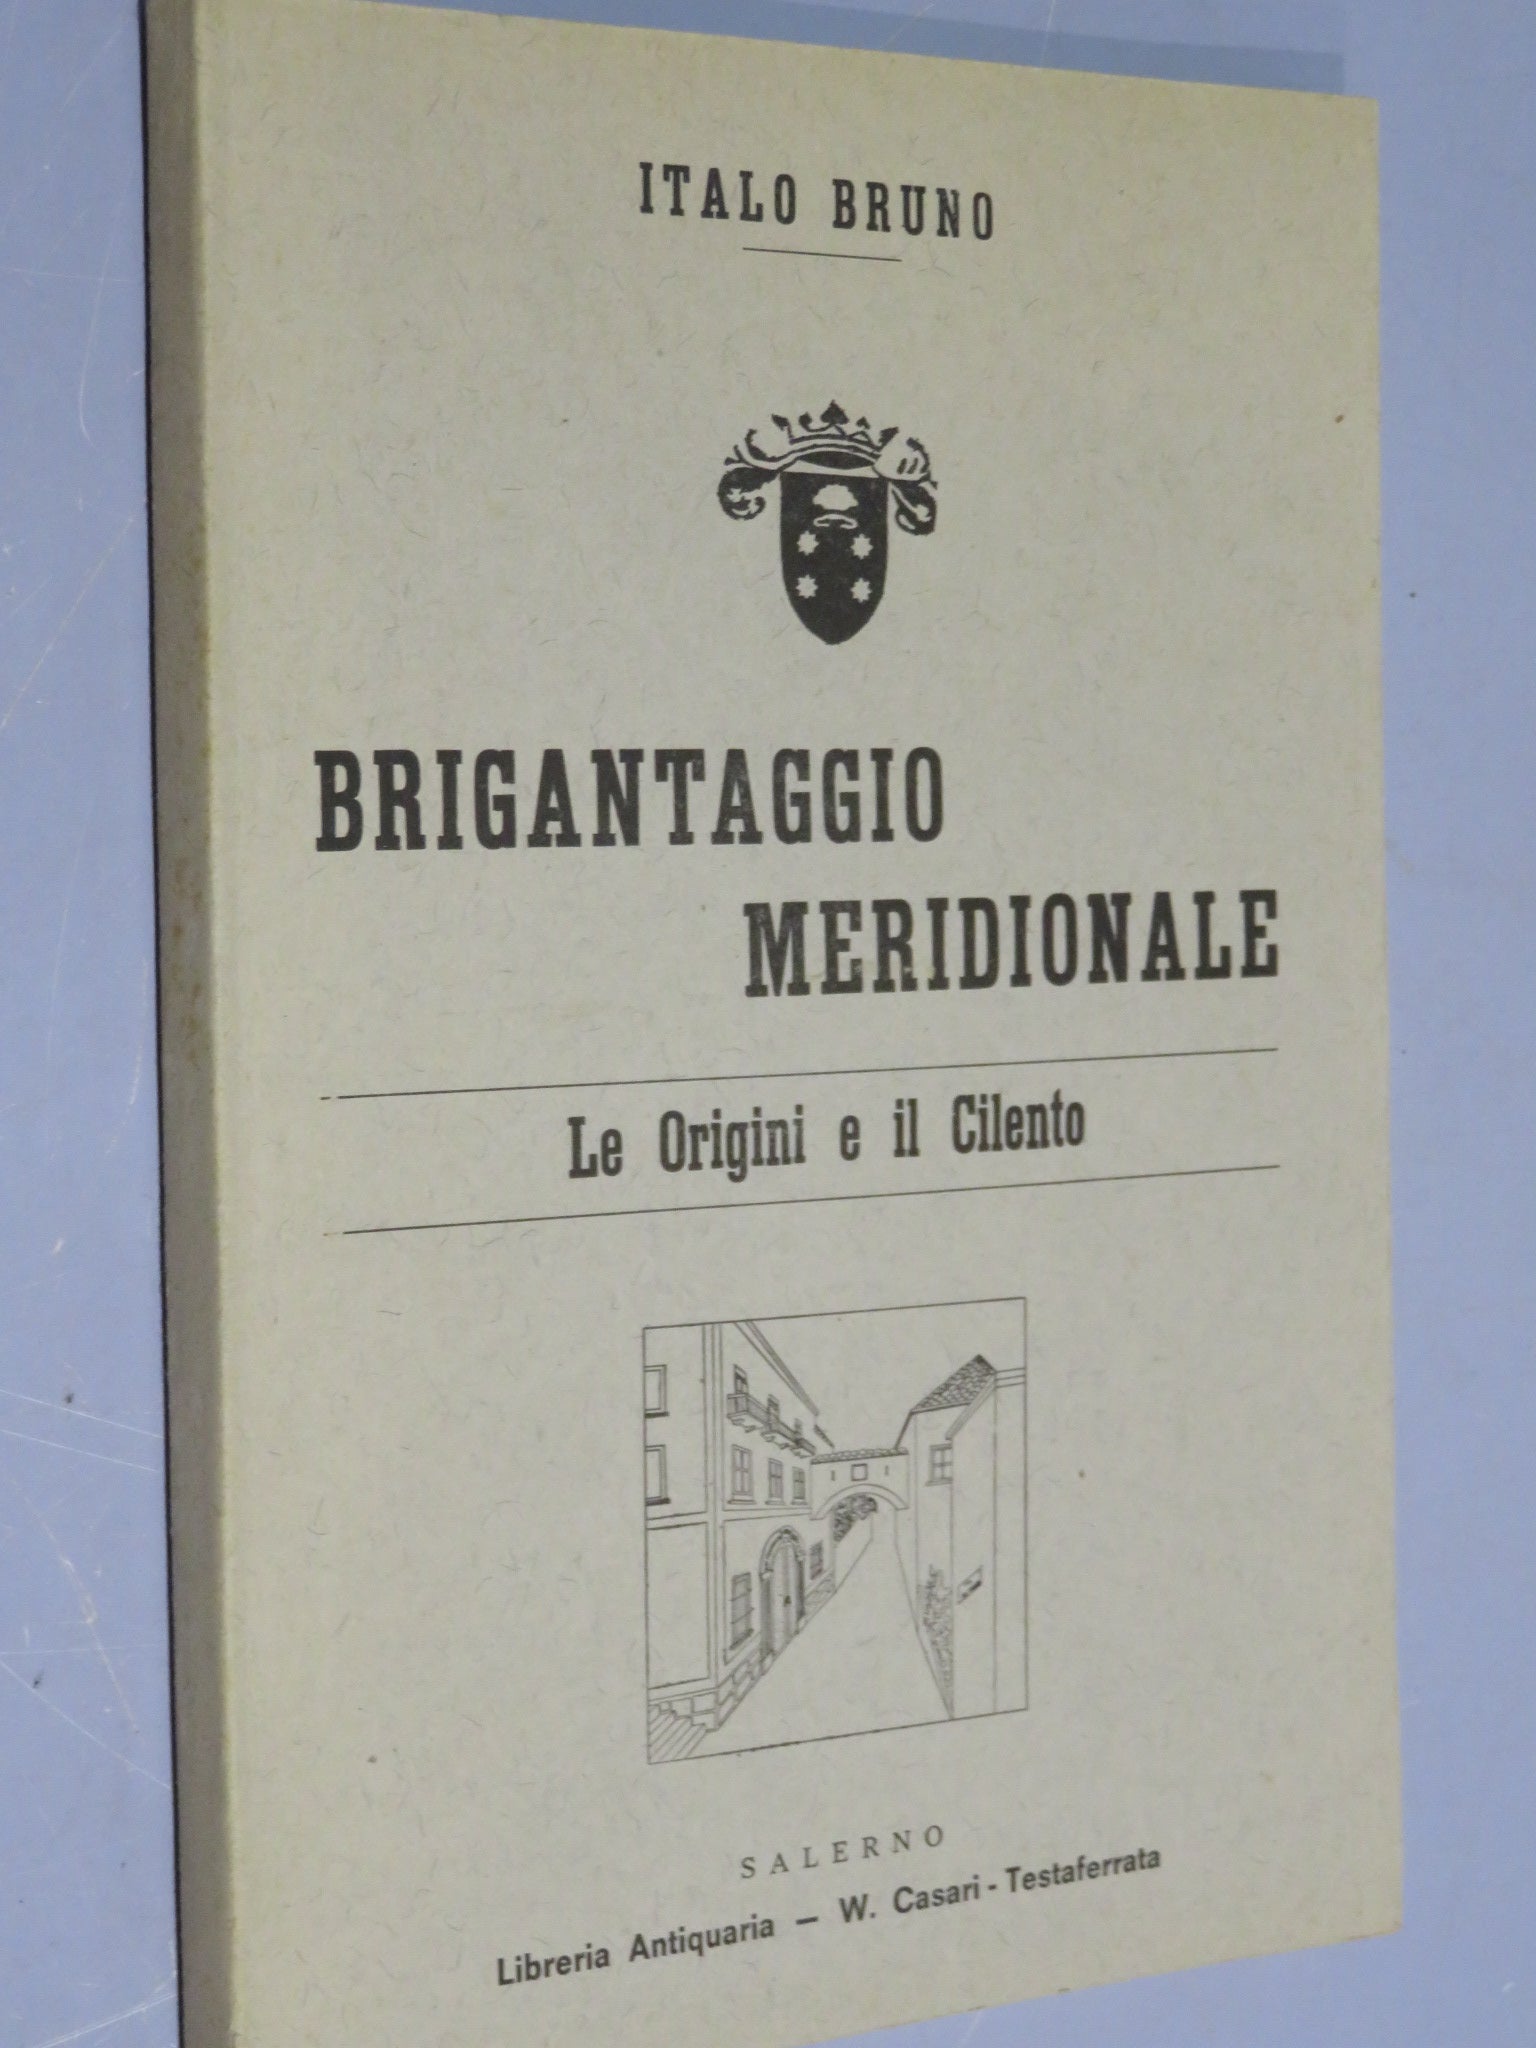 ITALO BRUNO
BRIGANTAGGIO
MERIDIONALE
Le Origini e il Cilento
SALERNO
Libreria Antiquaria — W. Casari - Testaferrata